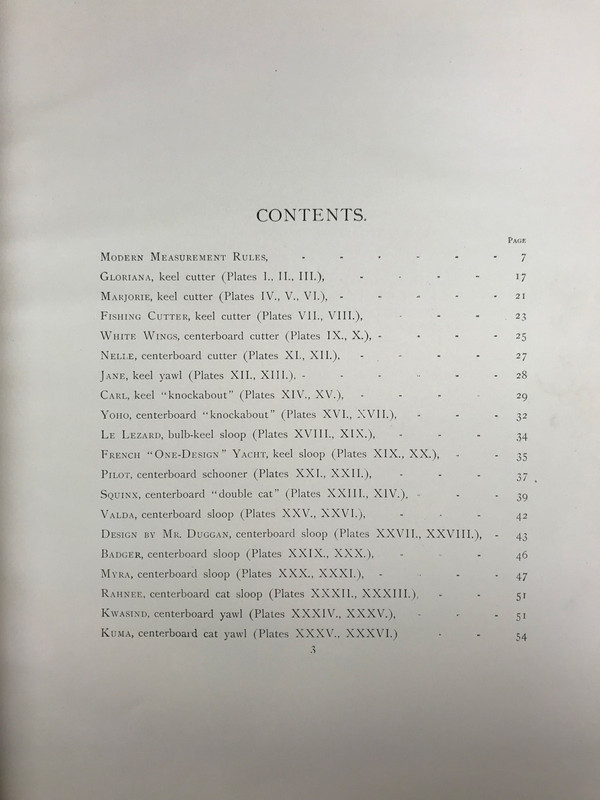 CONTENTS.
PAGE
MODERN MEASUREMENT RULES, - - - - - - 7
GLORIANA, keel cutter (Plates I., II., III.), - - - - 17
MARJORIE, keel cutter (Plates IV., V., VI.), - - - - - 21
FISHING CUTTER, keel cutter (Plates VII., VIII.), - - - 23
WHITE WINGS, centerboard cutter (Plates IX., X.), - - - - 25
NELLE, centerboard cutter (Plates XI., XII.), - - - - - 27
JANE, keel yawl (Plates XII., XIII.), - - - - - - 28
CARL, keel "knockabout" (Plates XIV., XV.), - - - - 29
YOHO, centerboard "knockabout" (Plates XVI., XVII.), - - - 32
LE LEZARD, bulb-keel sloop (Plates XVIII., XIX.), - - - 34
FRENCH "ONE-DESIGN" YACHT, keel sloop (Plates XIX., XX.), - - 35
PILOT, centerboard schooner (Plates XXI., XXII.), - - - 37
SQUINX, centerboard "double cat" (Plates XXIII., XIV.), - - - 39
VALDA, centerboard sloop (Plates XXV., XXVI.), - - - 42
DESIGN BY MR. DUGGAN, centerboard sloop (Plates XXVII., XXVIII.), - 43
BADGER, centerboard sloop (Plates XXIX., XXX.), - - - 46
MYRA, centerboard sloop (Plates XXX., XXXI.), - - - - 47
RAHNEE, centerboard cat sloop (Plates XXXII., XXXIII.), - - 51
KWASIND, centerboard yawl (Plates XXXIV., XXXV.), - - - 51
KUMA, centerboard cat yawl (Plates XXXV., XXXVI.) - - 54
3